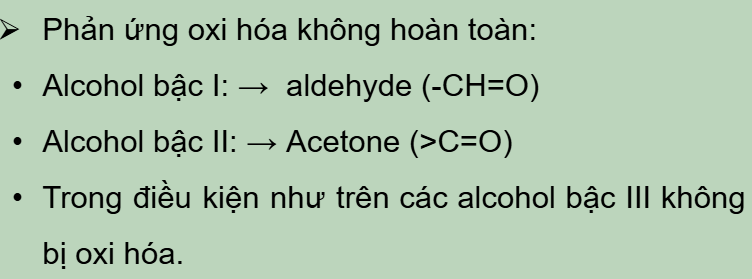 ➢ Phản ứng oxi hóa không hoàn toàn:
• Alcohol bậc I: → aldehyde (-CH=O)
• Alcohol bậc II: → Acetone (>C=O)
• Trong điều kiện như trên các alcohol bậc III không
bị oxi hóa.